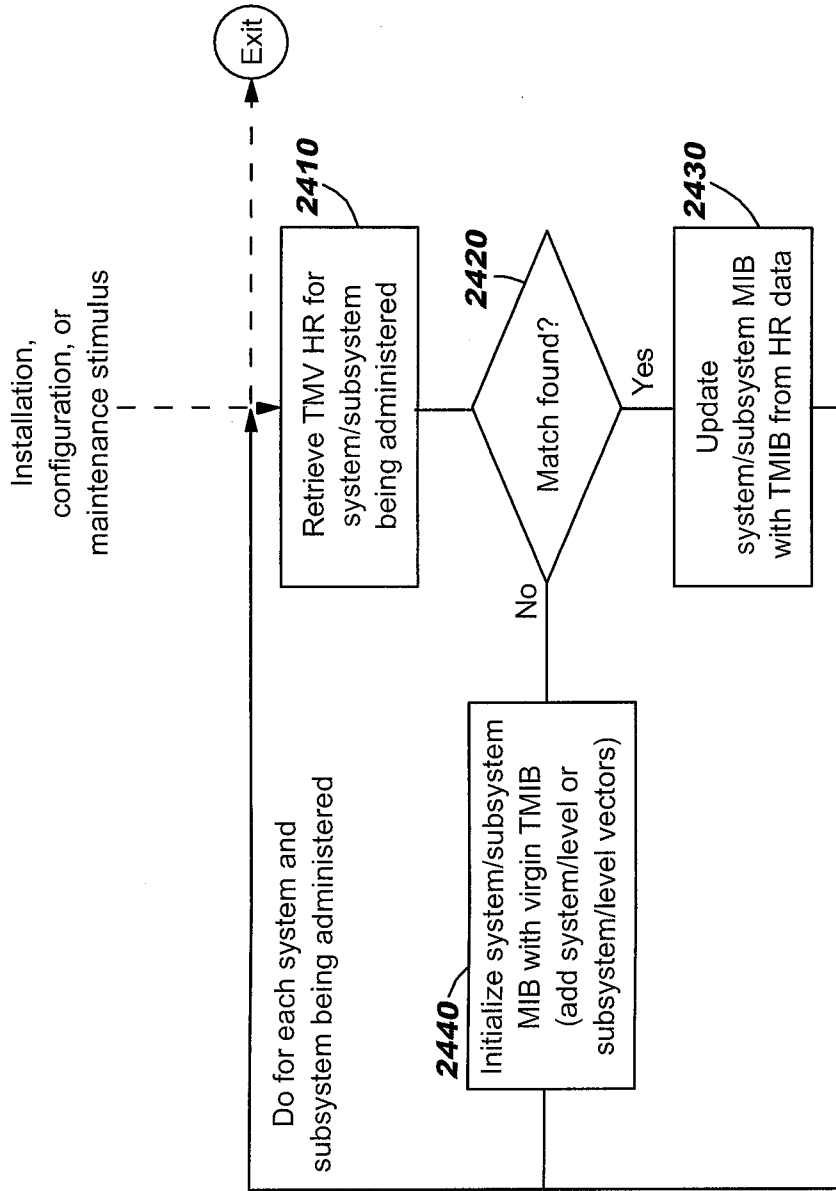 Installation,
configuration, or
maintenance stimulus
Exit
Do for each system and
subsystem being administered
2410
Retrieve TMV HR for
system/subsystem
being administered
2420
Match found?
No
Yes
2440
Initialize system/subsystem
MIB with virgin TMIB
(add system/level or
subsystem/level vectors)
2430
Update
system/subsystem MIB
with TMIB from HR data